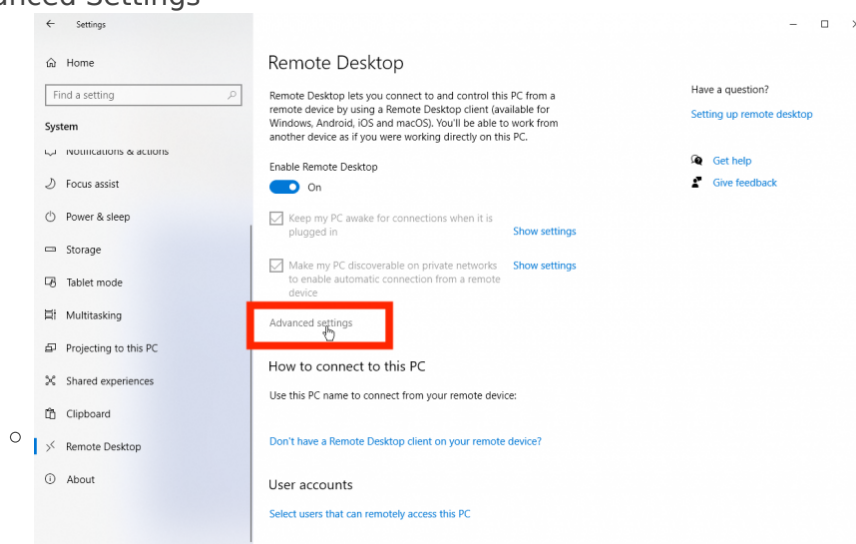 Advanced Settings
Settings
Home
Find a setting
System
Notifications & actions
Focus assist
Power & sleep
Storage
Tablet mode
Multitasking
Projecting to this PC
Shared experiences
Clipboard
Remote Desktop
About
Remote Desktop
Remote Desktop lets you connect to and control this PC from a
remote device by using a Remote Desktop client (available for
Windows, Android, iOS and macOS). You'll be able to work from
another device as if you were working directly on this PC.
Enable Remote Desktop
On
Keep my PC awake for connections when it is
plugged in
Show settings
Make my PC discoverable on private networks
to enable automatic connection from a remote
device
Show settings
Advanced settings
How to connect to this PC
Use this PC name to connect from your remote device:
Don't have a Remote Desktop client on your remote device?
User accounts
Select users that can remotely access this PC
Have a question?
Setting up remote desktop
Get help
Give feedback